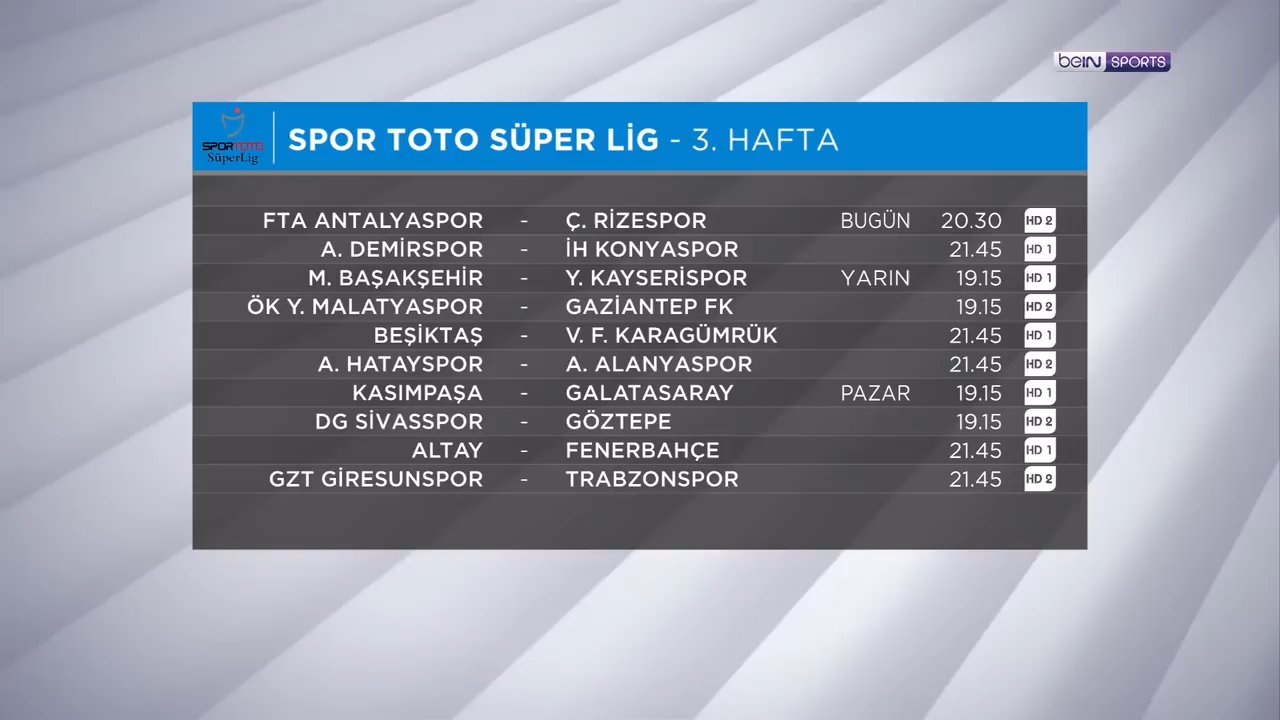 beIN SPORTS
SPORTOTO
SüperLig
SPOR TOTO SÜPER LİG - 3. HAFTA
FTA ANTALYASPOR - Ç. RİZESPOR BUGÜN 20.30 HD 2
A. DEMİRSPOR - İH KONYASPOR 21.45 HD 1
M. BAŞAKŞEHİR - Y. KAYSERİSPOR YARIN 19.15 HD 1
ÖK Y. MALATYASPOR - GAZİANTEP FK 19.15 HD 2
BEŞİKTAŞ - V. F. KARAGÜMRÜK 21.45 HD 1
A. HATAYSPOR - A. ALANYASPOR 21.45 HD 2
KASIMPAŞA - GALATASARAY PAZAR 19.15 HD 1
DG SİVASSPOR - GÖZTEPE 19.15 HD 2
ALTAY - FENERBAHÇE 21.45 HD 1
GZT GİRESUNSPOR - TRABZONSPOR 21.45 HD 2